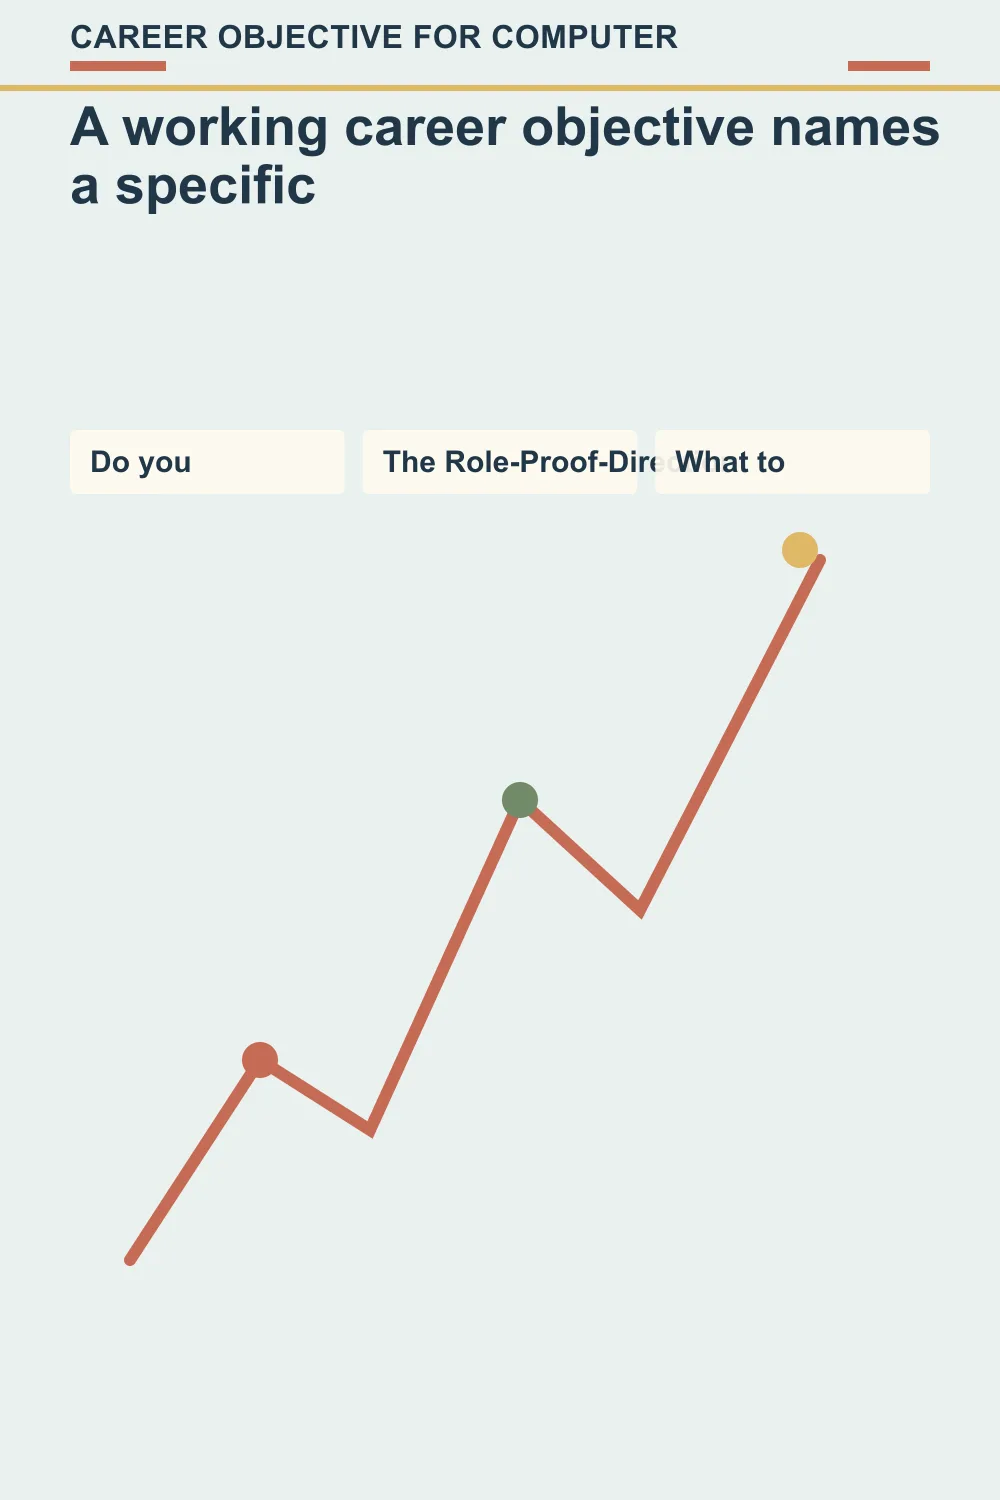 CAREER OBJECTIVE FOR COMPUTER
A working career objective names
a specific
Do you
The Role-Proof-Dire
What to